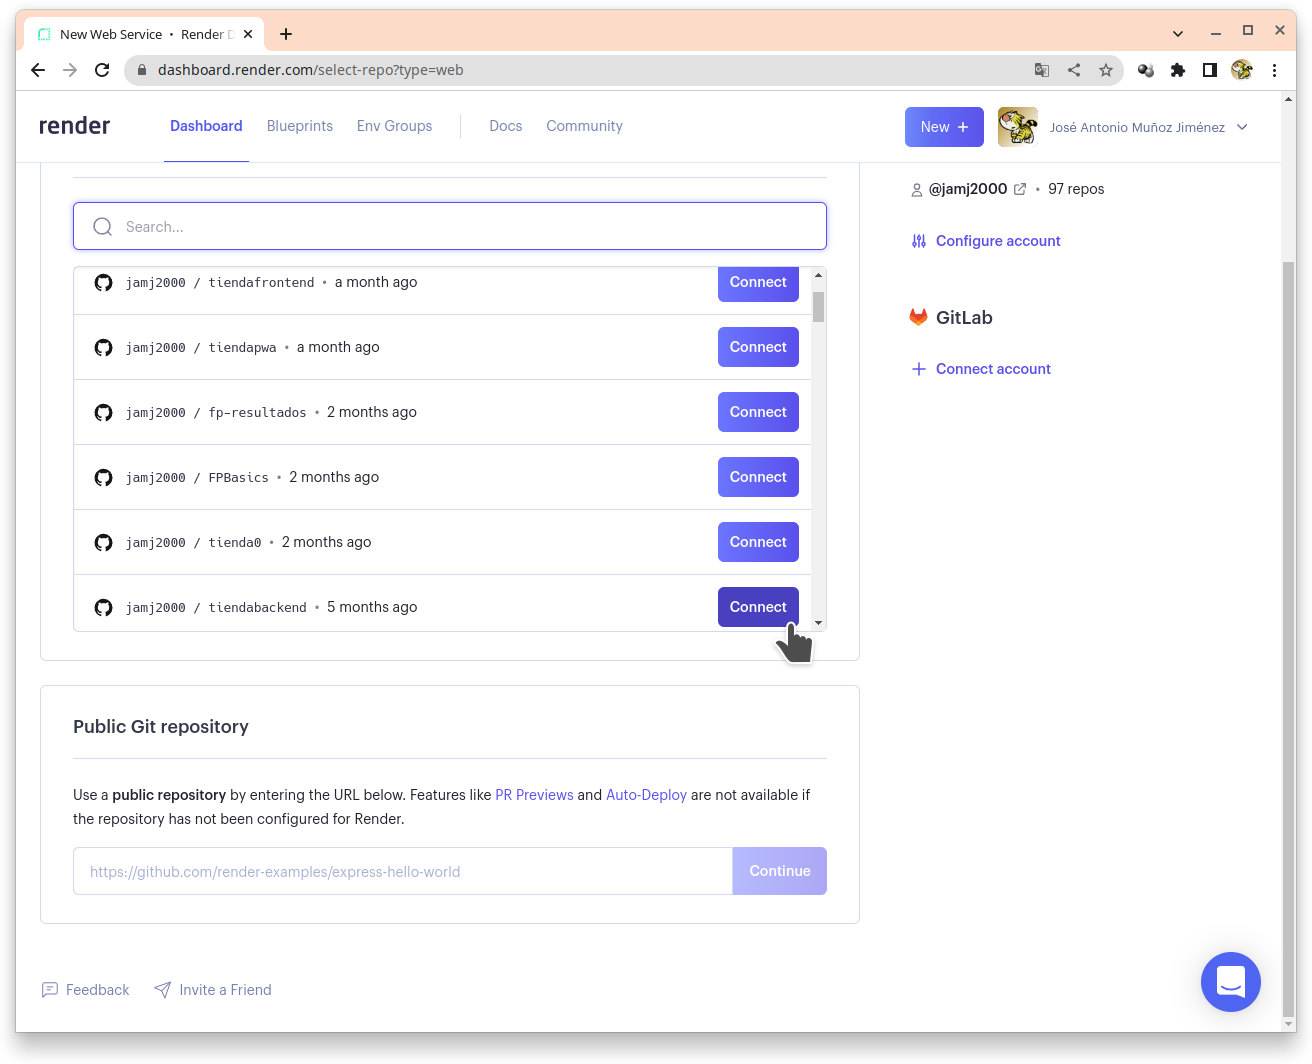 New Web Service • Render D
dashboard.render.com/select-repo?type=web
render
Dashboard
Blueprints
Env Groups
Docs
Community
New +
José Antonio Muñoz Jiménez
@jamj2000 • 97 repos
Search...
Configure account
jamj2000 / tiendafrontend • a month ago
Connect
GitLab
jamj2000 / tiendapwa • a month ago
Connect
Connect account
jamj2000 / fp-resultados • 2 months ago
Connect
jamj2000 / FPBasics • 2 months ago
Connect
jamj2000 / tienda0 • 2 months ago
Connect
jamj2000 / tiendabackend • 5 months ago
Connect
Public Git repository
Use a public repository by entering the URL below. Features like PR Previews and Auto-Deploy are not available if
the repository has not been configured for Render.
https://github.com/render-examples/express-hello-world
Continue
Feedback
Invite a Friend